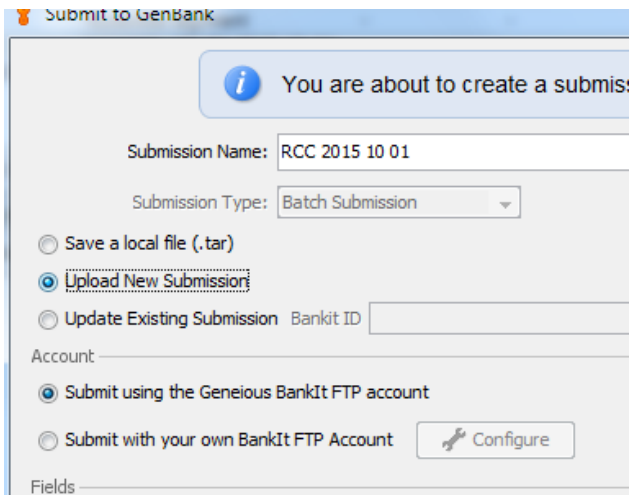 Submit to GenBank
You are about to create a submiss
Submission Name: RCC 2015 10 01
Submission Type: Batch Submission
Save a local file (.tar)
Upload New Submission
Update Existing Submission Bankit ID
Account
Submit using the Geneious BankIt FTP account
Submit with your own BankIt FTP Account Configure
Fields